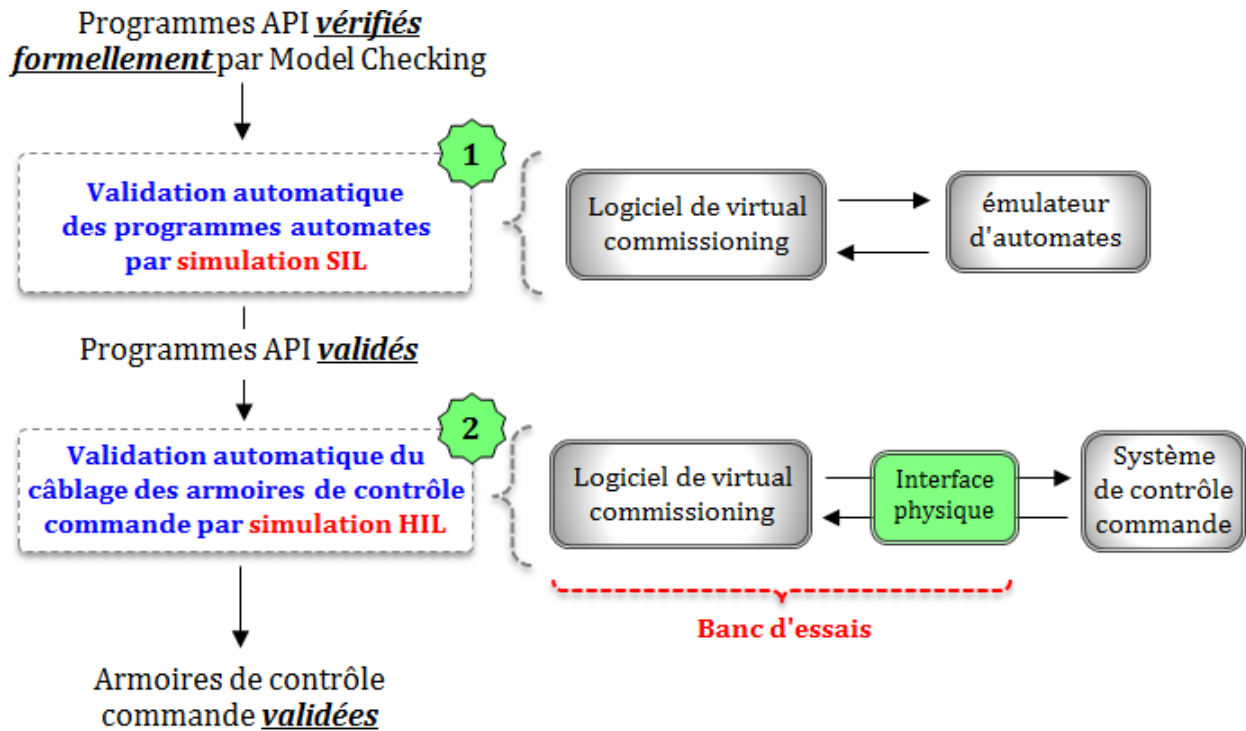 Programmes API vérifiés
formellement par Model Checking
1
Validation automatique
des programmes automates
par simulation SIL
Logiciel de virtual
commissioning
émulateur
d'automates
Programmes API validés
2
Validation automatique du
câblage des armoires de contrôle
commande par simulation HIL
Logiciel de virtual
commissioning
Interface
physique
Système
de contrôle
commande
Banc d'essais
Armoires de contrôle
commande validées